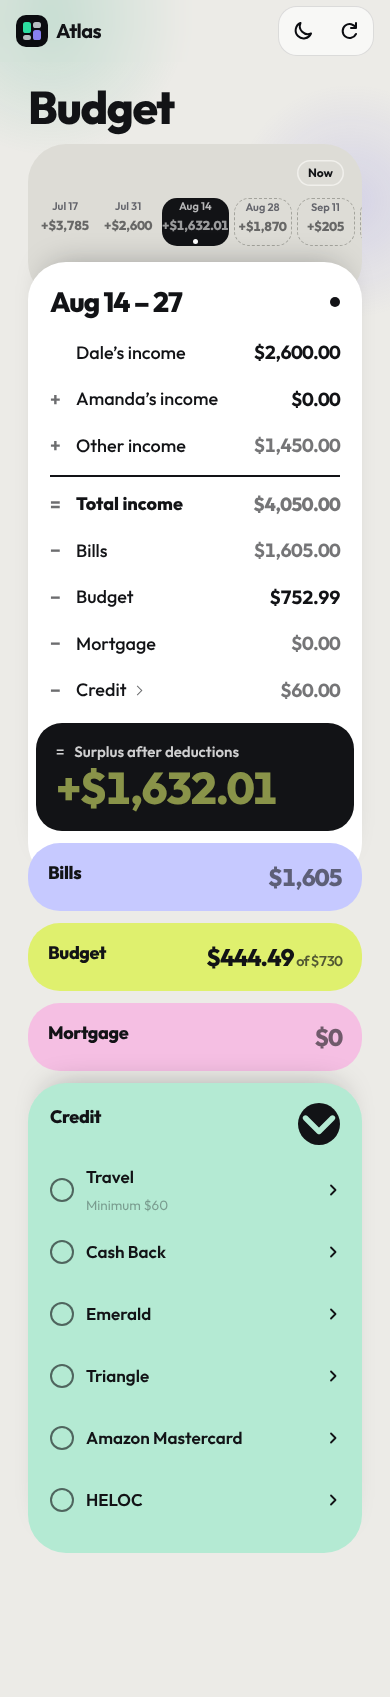 Atlas
Budget
Now
Jul 17 Jul 31 Aug 14 Aug 28 Sep 11
+$3,785 +$2,600 +$1,632.01 +$1,870 +$205
Aug 14 – 27
Dale’s income $2,600.00
+ Amanda’s income $0.00
+ Other income $1,450.00
= Total income $4,050.00
− Bills $1,605.00
− Budget $752.99
− Mortgage $0.00
− Credit $60.00
= Surplus after deductions
+$1,632.01
Bills $1,605
Budget $444.49 of $730
Mortgage $0
Credit
Travel
Minimum $60
Cash Back
Emerald
Triangle
Amazon Mastercard
HELOC